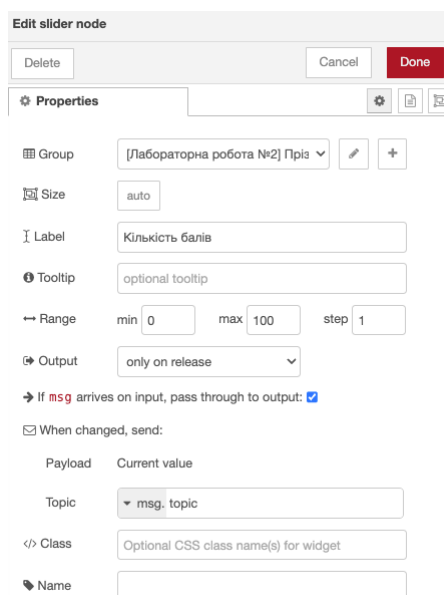 Edit slider node
Delete Cancel Done
Properties
Group [Лабораторна робота №2] Пріз
Size auto
Label Кількість балів
Tooltip optional tooltip
Range min 0 max 100 step 1
Output only on release
If msg arrives on input, pass through to output:
When changed, send:
Payload Current value
Topic msg. topic
</> Class Optional CSS class name(s) for widget
Name